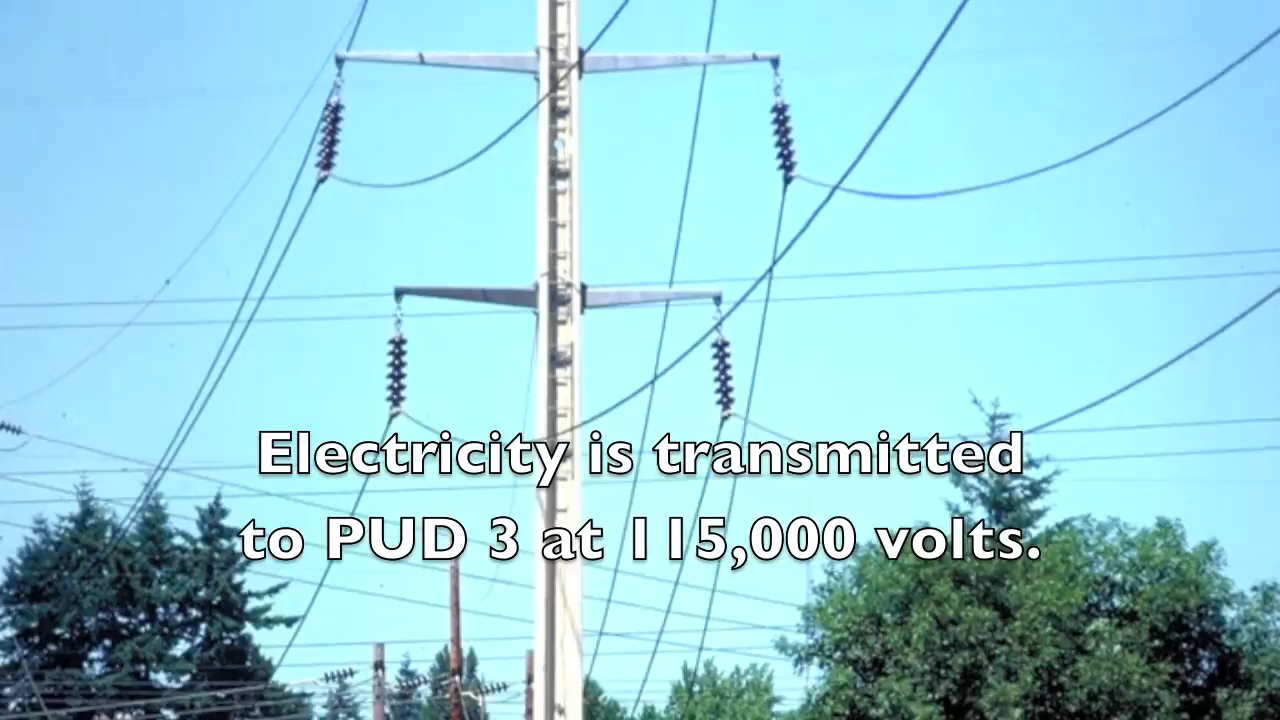 Electricity is transmitted
to PUD 3 at 115,000 volts.